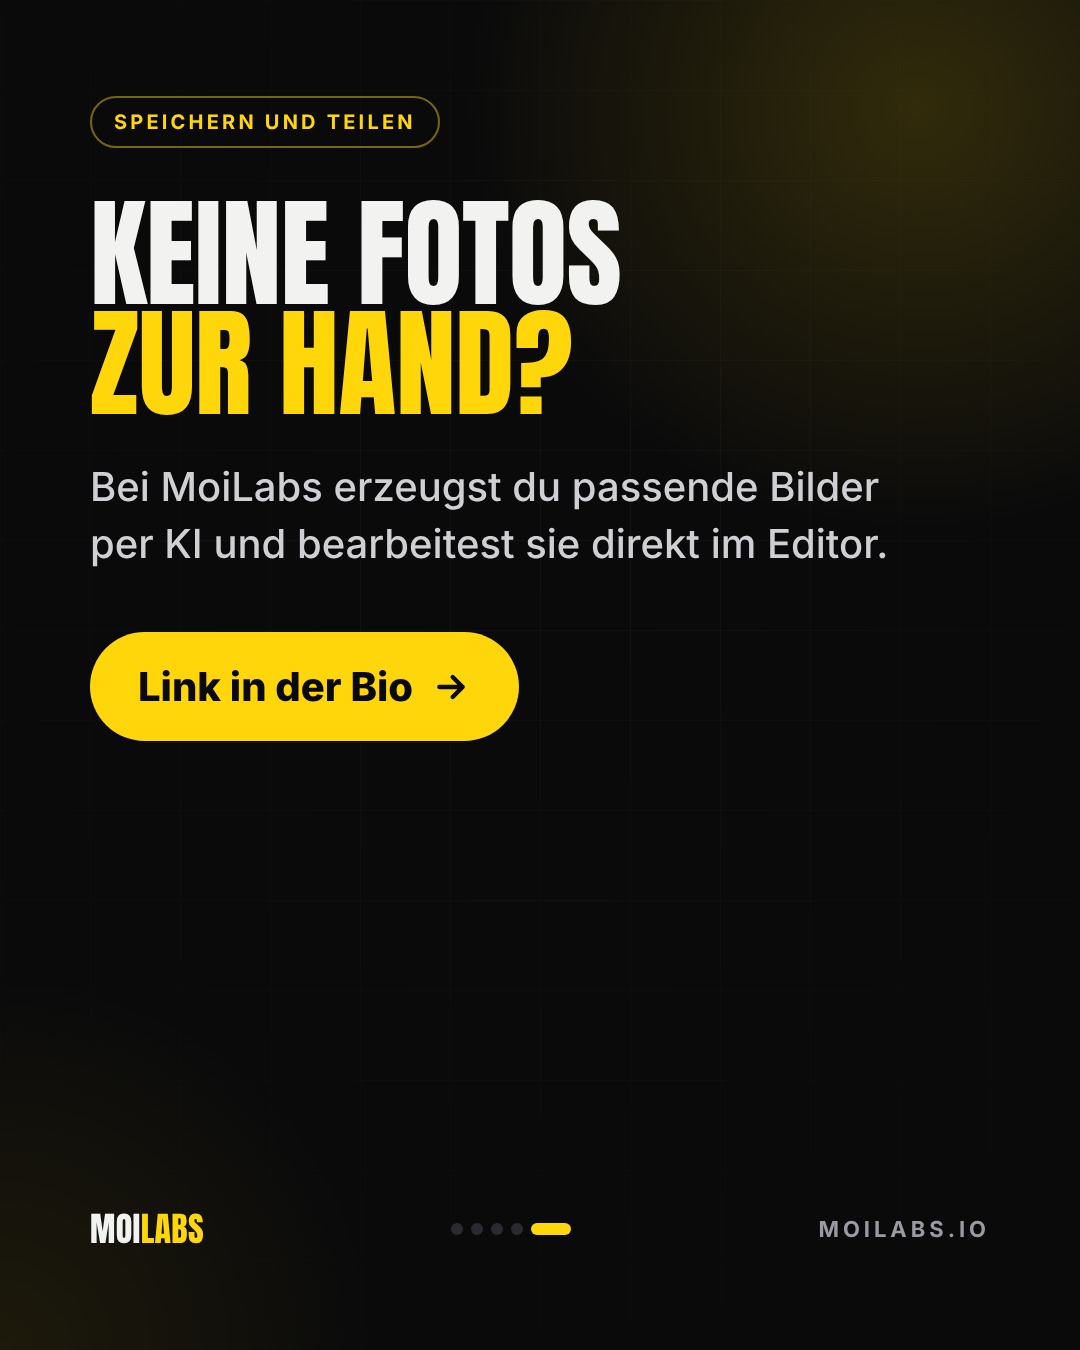 SPEICHERN UND TEILEN
KEINE FOTOS
ZUR HAND?
Bei MoiLabs erzeugst du passende Bilder
per KI und bearbeitest sie direkt im Editor.
Link in der Bio →
MOILABS
MOILABS.IO